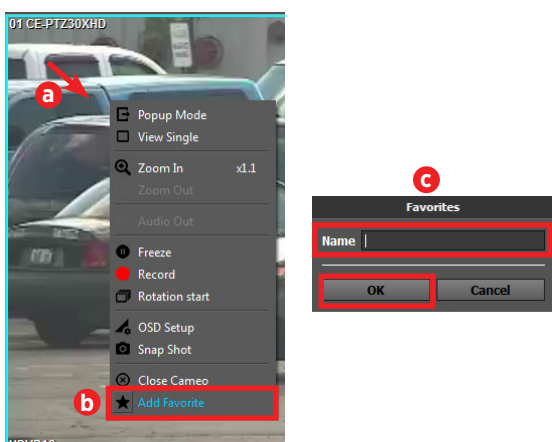 01 CE-PTZ30XHD
a
Popup Mode
View Single
Zoom In x1.1
Zoom Out
Audio Out
Freeze
Record
Rotation start
OSD Setup
Snap Shot
Close Cameo
b
Add Favorite
c
Favorites
Name
OK Cancel